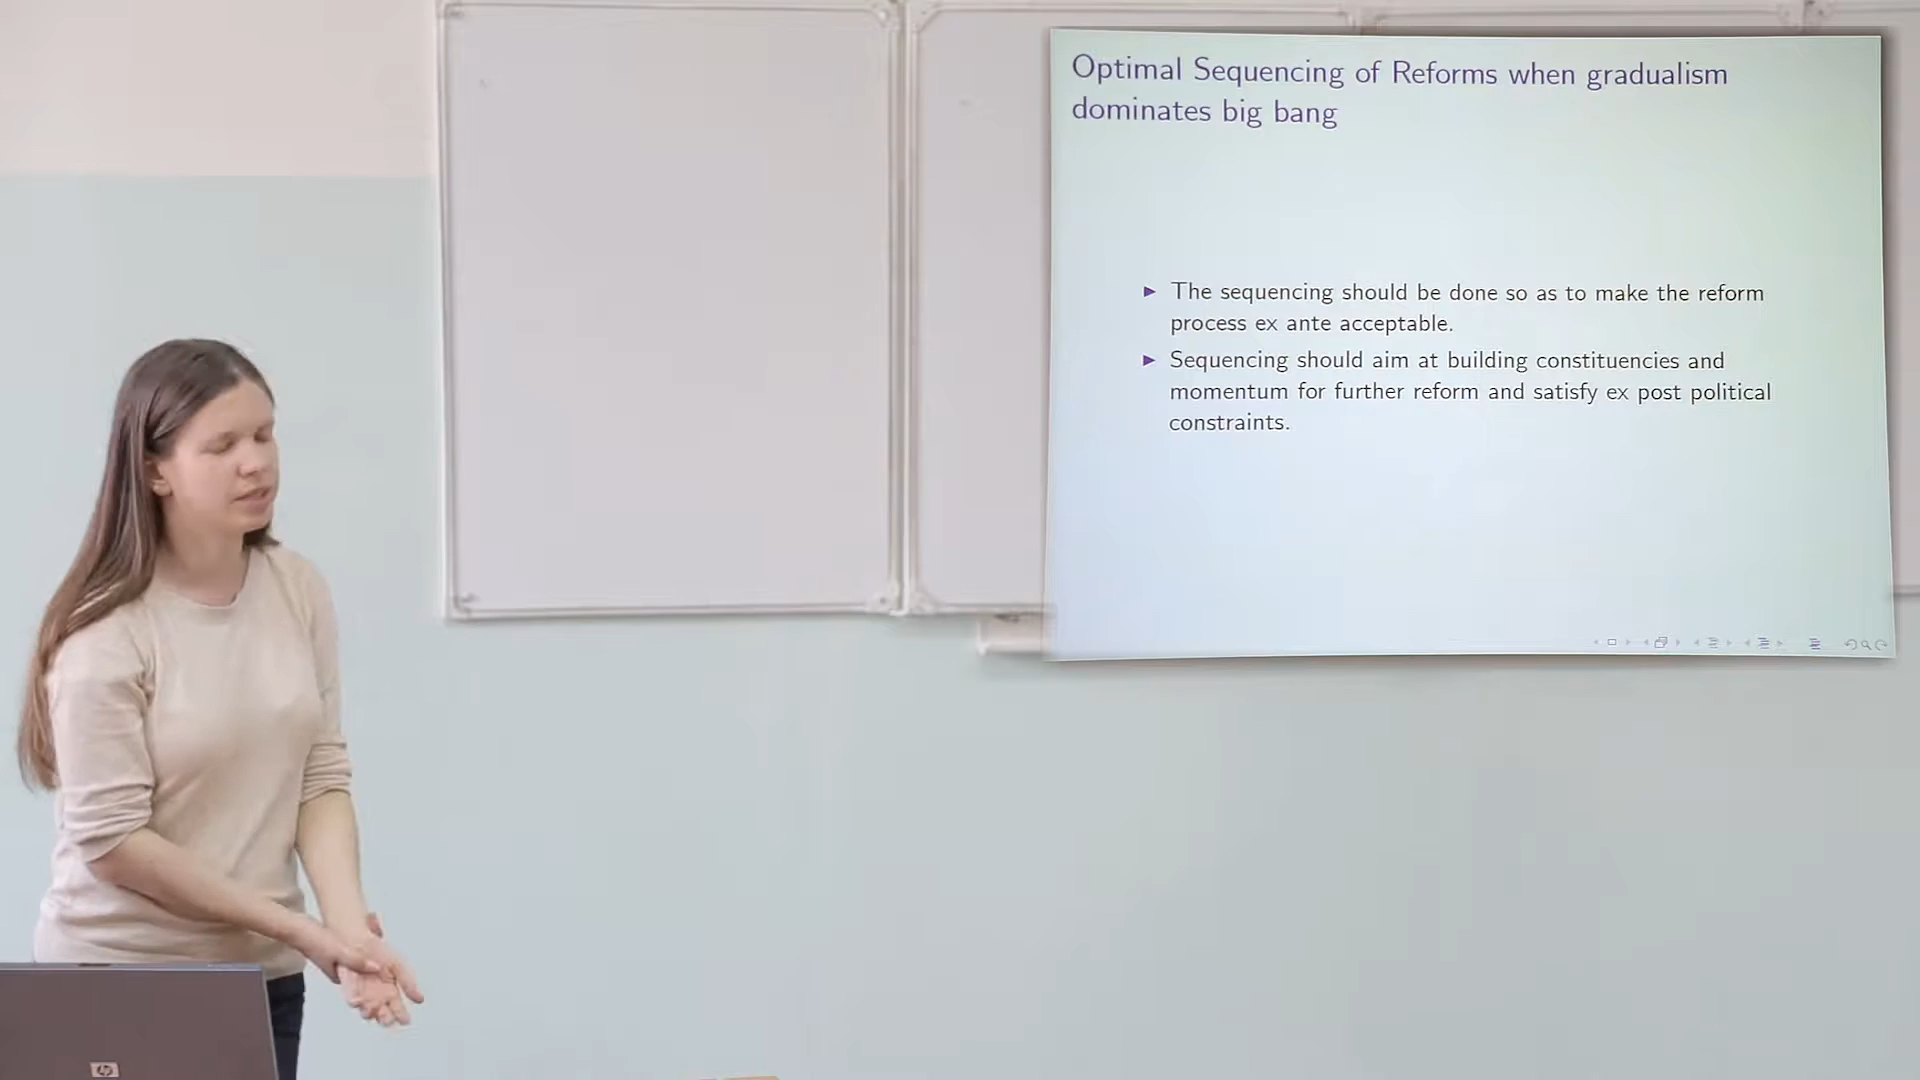 Optimal Sequencing of Reforms when gradualism
dominates big bang
The sequencing should be done so as to make the reform
process ex ante acceptable.
Sequencing should aim at building constituencies and
momentum for further reform and satisfy ex post political
constraints.
hp